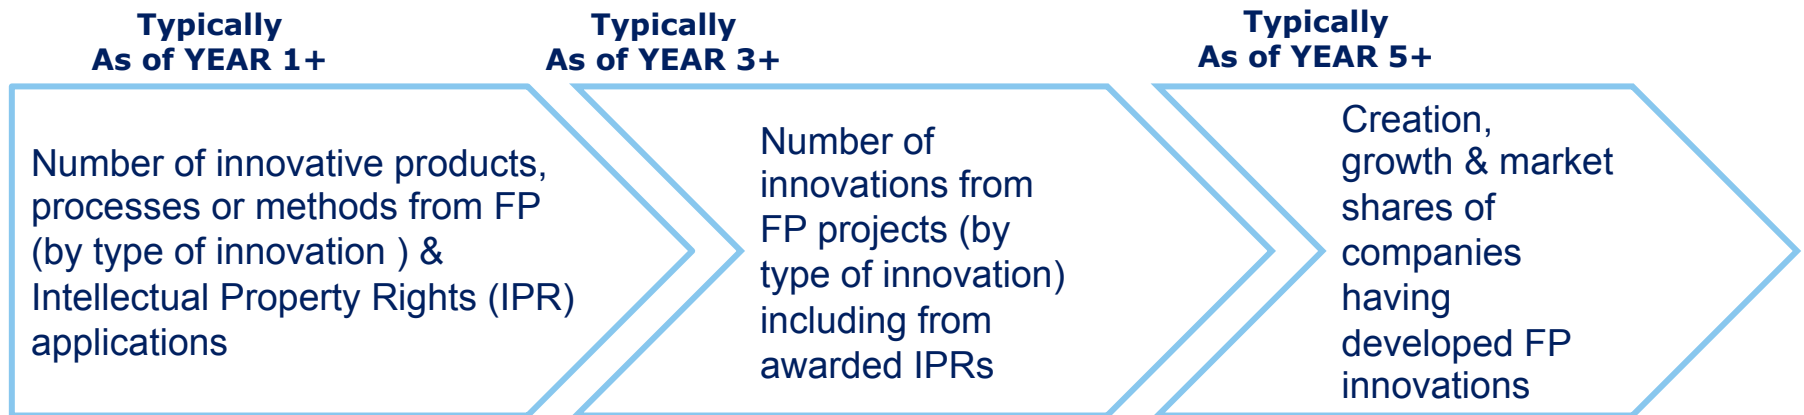 Typically
As of YEAR 1+
Typically
As of YEAR 3+
Typically
As of YEAR 5+
Number of innovative products,
processes or methods from FP
(by type of innovation ) &
Intellectual Property Rights (IPR)
applications
Number of
innovations from
FP projects (by
type of innovation)
including from
awarded IPRs
Creation,
growth & market
shares of
companies
having
developed FP
innovations